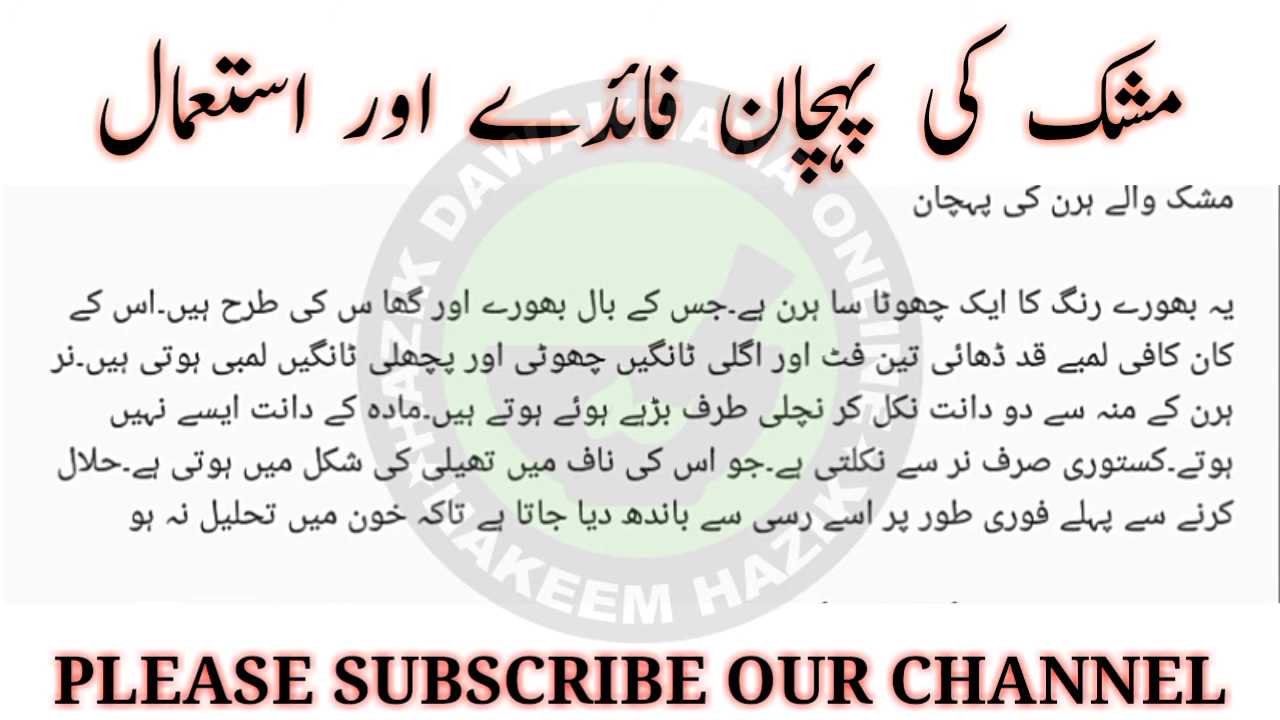 مشک کی پہچان فائدے اور استعمال
مشک والے ہرن کی پہچان
یہ بھورے رنگ کا ایک چھوٹا سا ہرن ہے۔جس کے بال بھورے اور گھا س کی طرح ہیں۔اس کے
کان کافی لمبے قد ڈھائی تین فٹ اور اگلی ٹانگیں چھوٹی اور پچھلی ٹانگیں لمبی ہوتی ہیں۔نر
ہرن کے منہ سے دو دانت نکل کر نچلی طرف بڑہے ہوئے ہوتے ہیں۔مادہ کے دانت ایسے نہیں
ہوتے۔کستوری صرف نر سے نکلتی ہے۔جو اس کی ناف میں تھیلی کی شکل میں ہوتی ہے۔حلال
کرنے سے پہلے فوری طور پر اسے رسی سے باندھ دیا جاتا ہے تاکہ خون میں تحلیل نہ ہو
HAZIK DAWAKHANA ONLINE
HAKEEM HAZIK
PLEASE SUBSCRIBE OUR CHANNEL